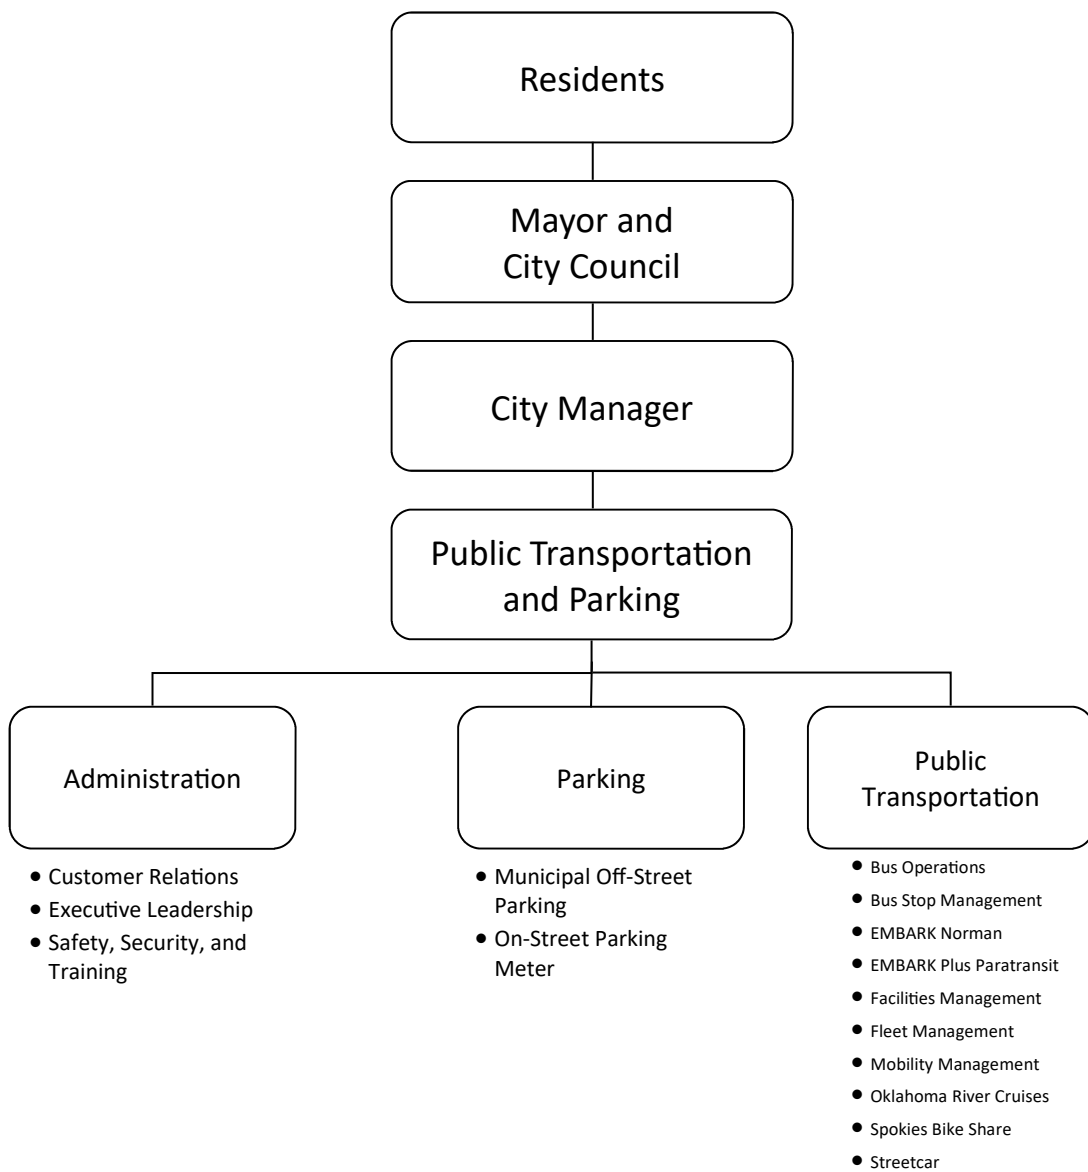 Residents
Mayor and
City Council
City Manager
Public Transportation
and Parking
Administration
• Customer Relations
• Executive Leadership
• Safety, Security, and
Training
Parking
• Municipal Off-Street
Parking
• On-Street Parking
Meter
Public
Transportation
• Bus Operations
• Bus Stop Management
• EMBARK Norman
• EMBARK Plus Paratransit
• Facilities Management
• Fleet Management
• Mobility Management
• Oklahoma River Cruises
• Spokies Bike Share
• Streetcar